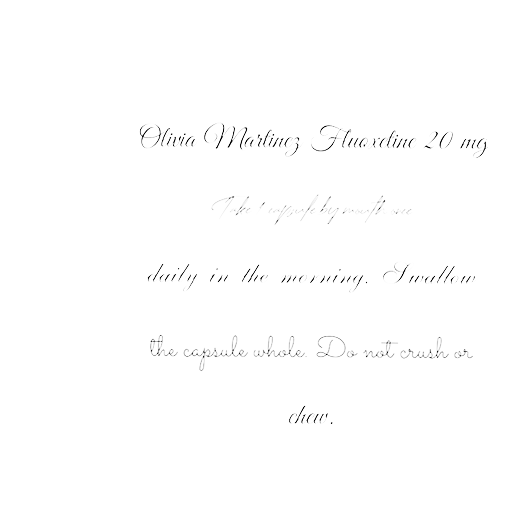 Olivia Martinez Fluoxetine 20 mg
Take 1 capsule by mouth
daily in the morning. Swallow
the capsule whole. Do not crush or
chew.